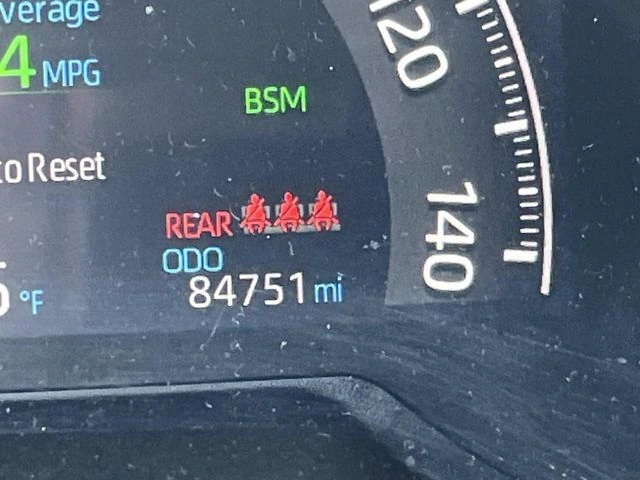 verage
4 MPG
BSM
to Reset
REAR
ODO
84751 mi
°F
120
140